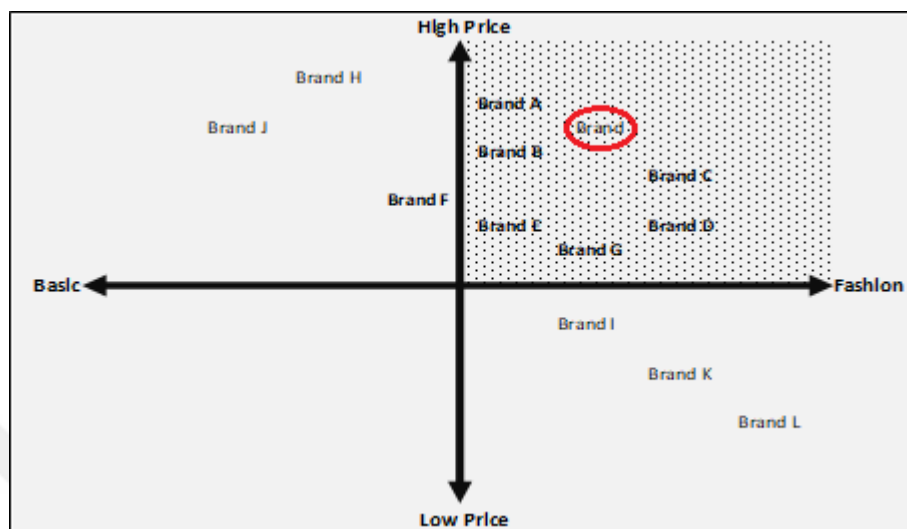 High Price
Brand H
Brand A
Brand J
Brand
Brand B
Brand C
Brand F
Brand E
Brand D
Brand G
Basic
Fashion
Brand I
Brand K
Brand L
Low Price